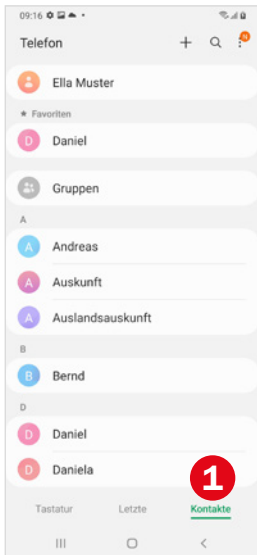 09:16
Telefon
N
Ella Muster
Favoriten
D Daniel
Gruppen
A
A Andreas
A Auskunft
A Auslandsauskunft
B
B Bernd
D
D Daniel
D Daniela
1
Tastatur Letzte Kontakte